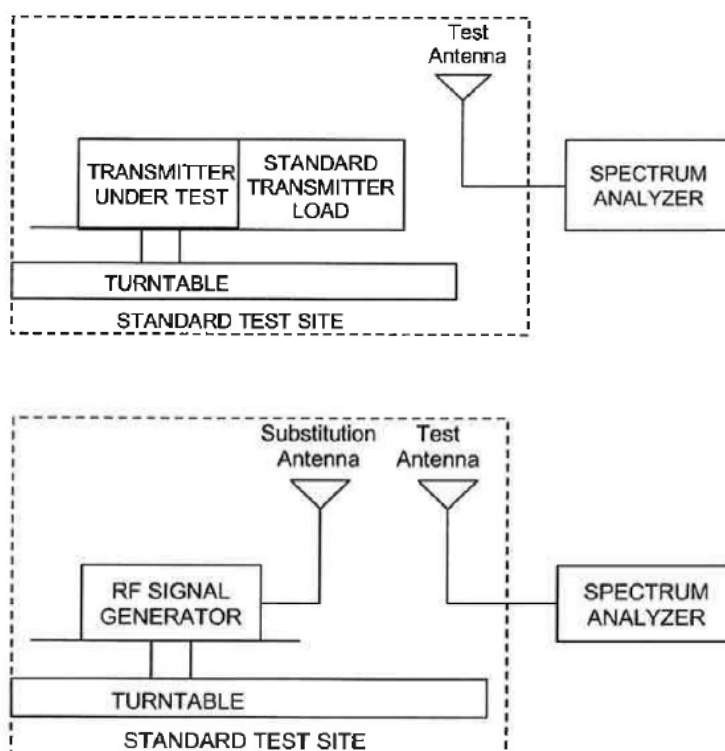 Test
Antenna
TRANSMITTER
UNDER TEST
STANDARD
TRANSMITTER
LOAD
SPECTRUM
ANALYZER
TURNTABLE
STANDARD TEST SITE
Substitution
Antenna
Test
Antenna
RF SIGNAL
GENERATOR
SPECTRUM
ANALYZER
TURNTABLE
STANDARD TEST SITE